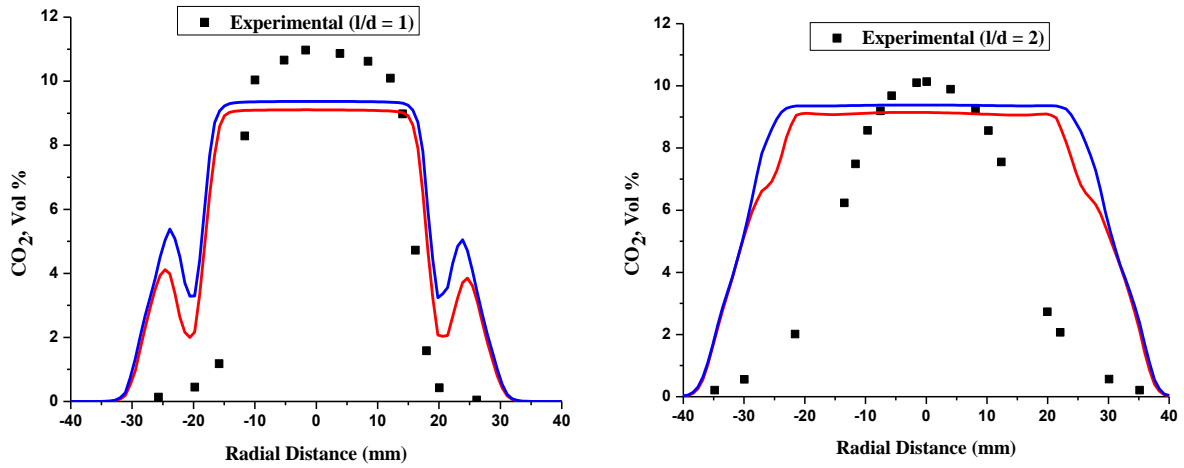 Experimental (l/d = 1)
14
12
10
8
6
4
2
0
CO2, Vol %
-40 -30 -20 -10 0 10 20 30 40
Radial Distance (mm)
Experimental (l/d = 2)
12
10
8
6
4
2
0
CO2, Vol %
-40 -30 -20 -10 0 10 20 30 40
Radial Distance (mm)